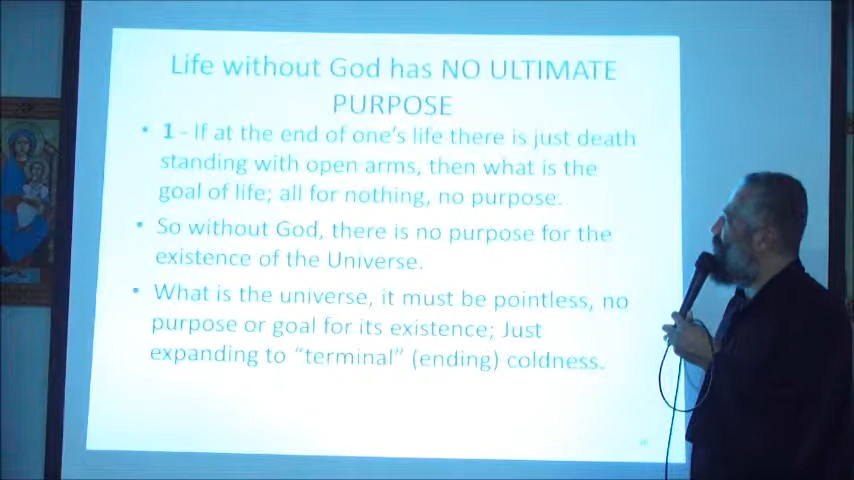 Life without God has NO ULTIMATE
PURPOSE
• 1 - If at the end of one's life there is just death
standing with open arms, then what is the
goal of life; all for nothing, no purpose.
• So without God, there is no purpose for the
existence of the Universe.
• What is the universe, it must be pointless, no
purpose or goal for its existence; Just
expanding to "terminal" (ending) coldness.